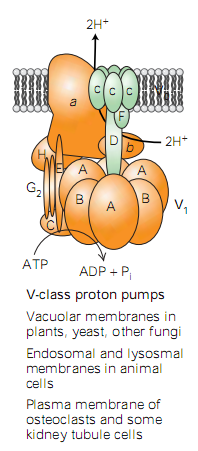 2H+
c c c
a
F
D b 2H+
H E
A A
G2
B A B V1
C
ATP
ADP + Pi
V-class proton pumps
Vacuolar membranes in
plants, yeast, other fungi
Endosomal and lysosmal
membranes in animal
cells
Plasma membrane of
osteoclasts and some
kidney tubule cells